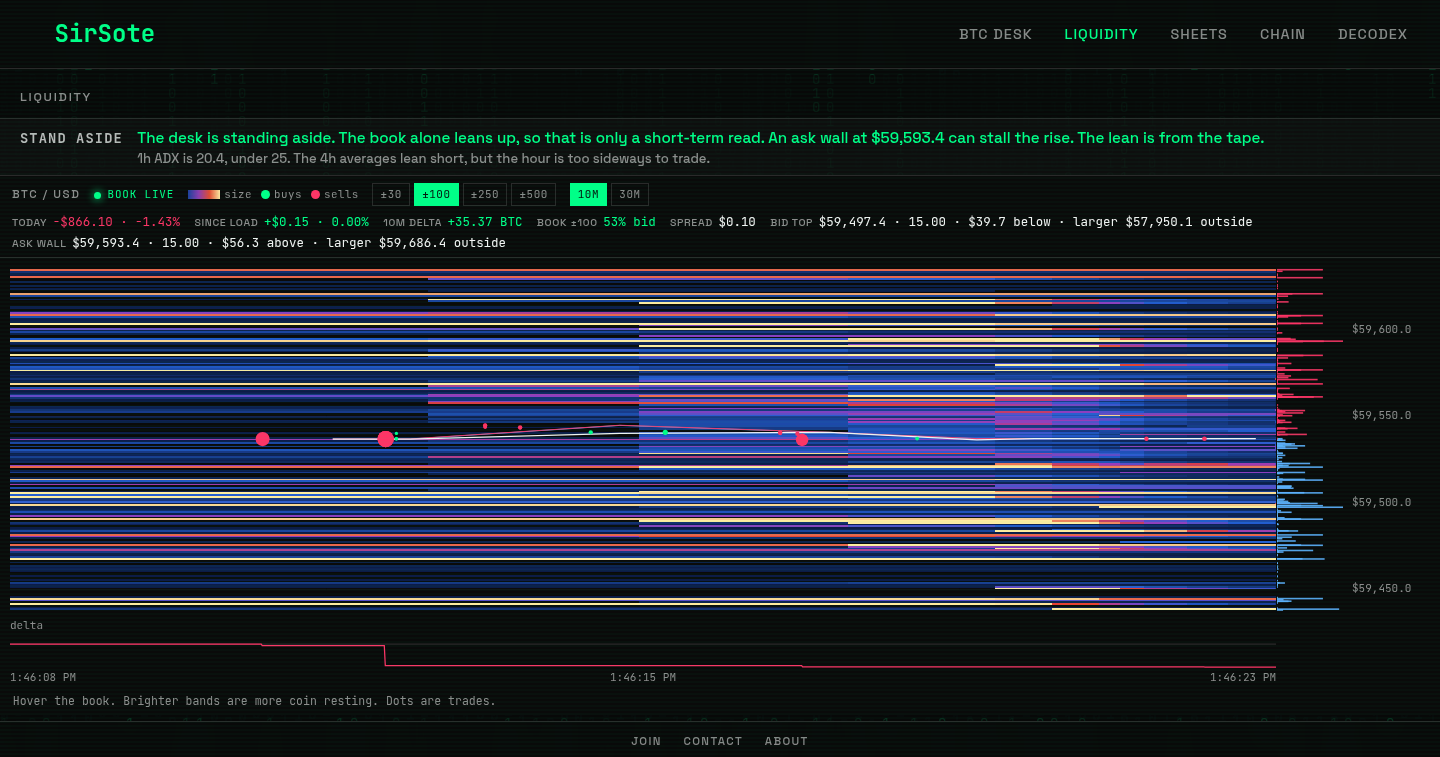 SirSote
BTC DESK LIQUIDITY SHEETS CHAIN DECODEX
LIQUIDITY
STAND ASIDE The desk is standing aside. The book alone leans up, so that is only a short-term read. An ask wall at $59,593.4 can stall the rise. The lean is from the tape.
1h ADX is 20.4, under 25. The 4h averages lean short, but the hour is too sideways to trade.
BTC / USD BOOK LIVE size buys sells ±30 ±100 ±250 ±500 10M 30M
TODAY -$866.10 · -1.43% SINCE LOAD +$0.15 · 0.00% 10M DELTA +35.37 BTC BOOK ±100 53% bid SPREAD $0.10 BID TOP $59,497.4 · 15.00 · $39.7 below · larger $57,950.1 outside
ASK WALL $59,593.4 · 15.00 · $56.3 above · larger $59,686.4 outside
$59,600.0
$59,550.0
$59,500.0
$59,450.0
delta
1:46:08 PM 1:46:15 PM 1:46:23 PM
Hover the book. Brighter bands are more coin resting. Dots are trades.
JOIN CONTACT ABOUT